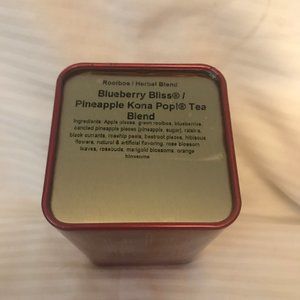 Rooibos / Herbal Blend
Blueberry Bliss® /
Pineapple Kona Pop!® Tea
Blend
Ingredients: Apple pieces, green rooibos, blueberries,
candied pineapple pieces (pineapple, sugar), raisins,
black currants, rosehip peels, beetroot pieces, hibiscus
flowers, natural & artificial flavoring, rose blossom
leaves, rosebuds, marigold blossoms, orange
blossoms